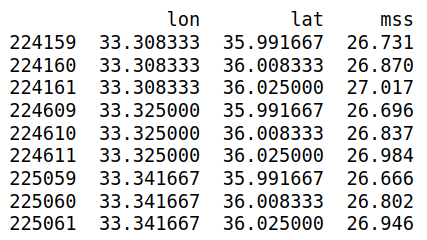 lon lat mss
224159 33.308333 35.991667 26.731
224160 33.308333 36.008333 26.870
224161 33.308333 36.025000 27.017
224609 33.325000 35.991667 26.696
224610 33.325000 36.008333 26.837
224611 33.325000 36.025000 26.984
225059 33.341667 35.991667 26.666
225060 33.341667 36.008333 26.802
225061 33.341667 36.025000 26.946